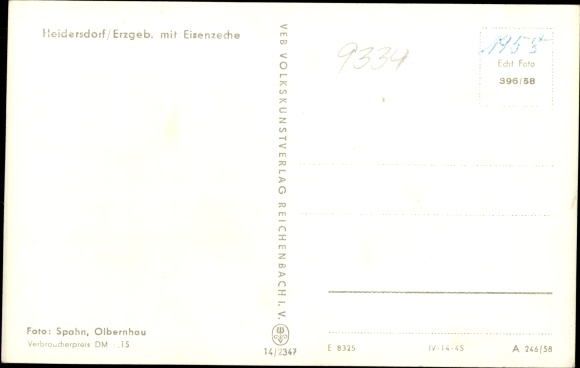 Heidersdorf/Erzgeb. mit Eisenzeche
VEB VOLKSKUNSTVERLAG REICHENBACH I. V.
14/2347
9334
Echt Foto
396/58
Foto: Spahn, Olbernhau
Verbraucherpreis DM -.15
E 8325
IV-14-45
A 246/58